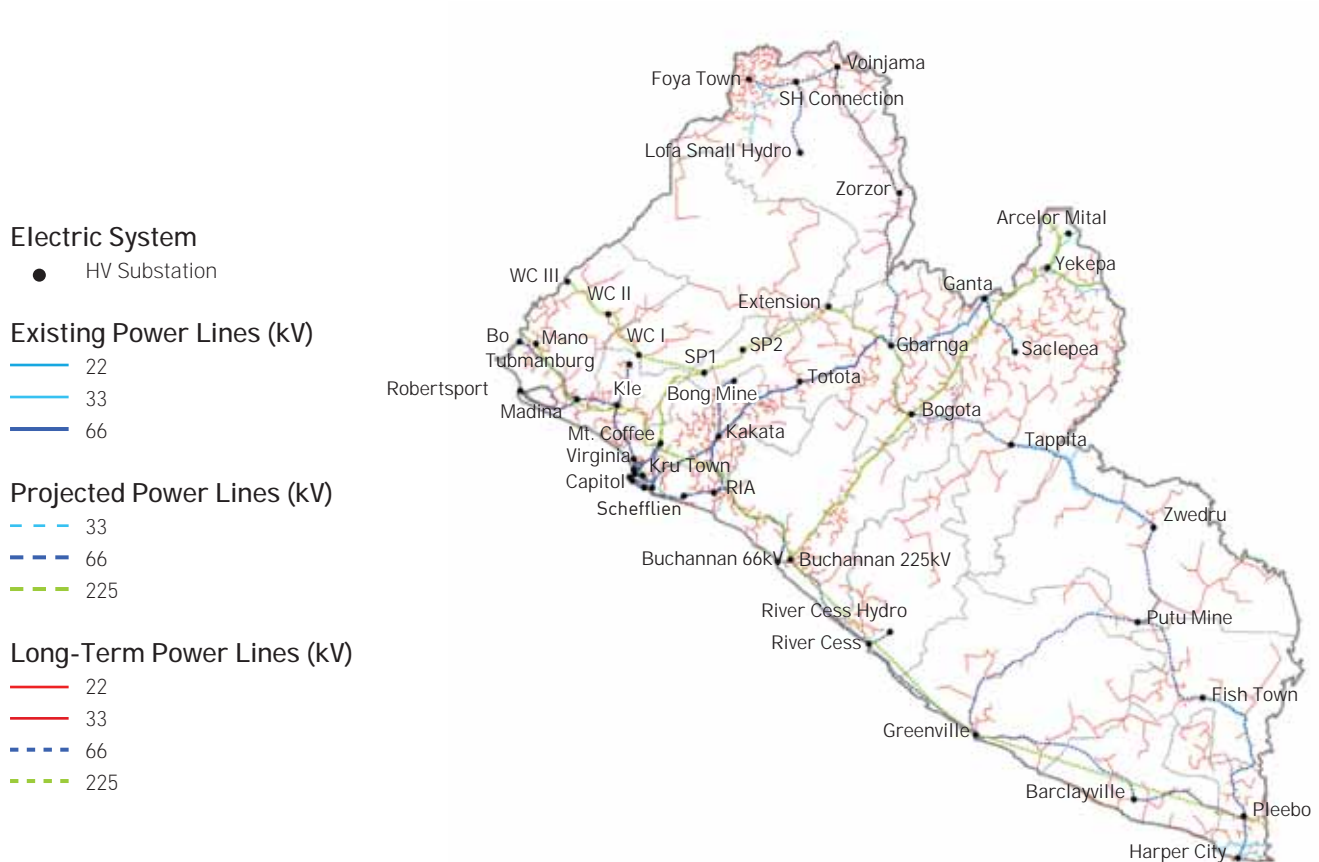 Electric System
HV Substation
Existing Power Lines (kV)
22
33
66
Projected Power Lines (kV)
33
66
225
Long-Term Power Lines (kV)
22
33
66
225
Voinjama
Foya Town
SH Connection
Lofa Small Hydro
Zorzor
Arcelor Mital
Yekepa
WC III
Ganta
WC II
Extension
Bo
Mano
WC I
Gbarnga
Saclepea
Tubmanburg
SP1
SP2
Robertsport
Kle
Bong Mine
Totota
Madina
Bogota
Mt. Coffee
Kakata
Tappita
Virginia
Kru Town
Capitol
RIA
Schefflien
Zwedru
Buchannan 66kV
Buchannan 225kV
River Cess Hydro
Putu Mine
River Cess
Fish Town
Greenville
Barclayville
Pleebo
Harper City